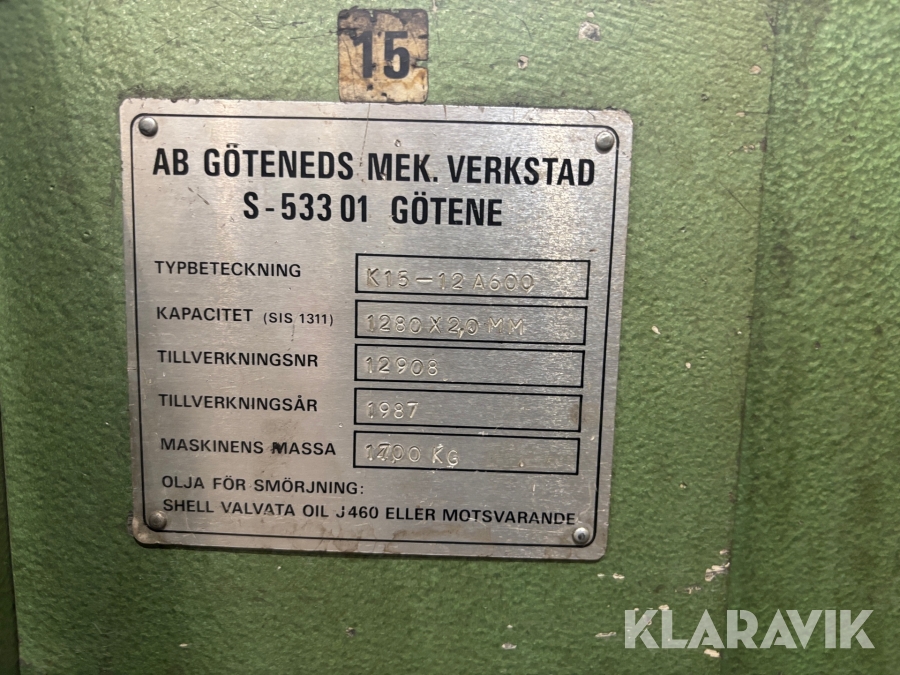 15
AB GÖTENEDS MEK. VERKSTAD
S-533 01 GÖTENE
TYPBETECKNING K15-12 A600
KAPACITET (SIS 1311) 1280 X 2,0 MM
TILLVERKNINGSNR 12908
TILLVERKNINGSÅR 1987
MASKINENS MASSA KG
OLJA FÖR SMÖRJNING:
SHELL VALVATA OIL J460 ELLER MOTSVARANDE
KLARAVIK